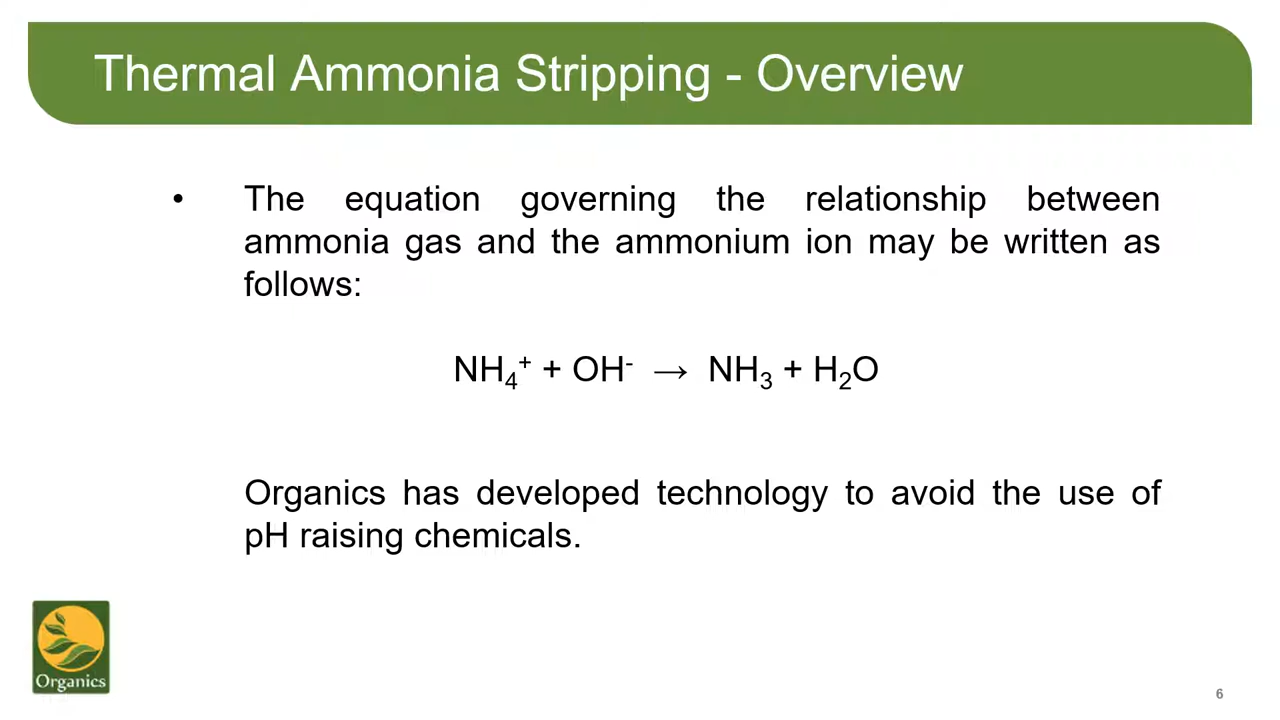 Thermal Ammonia Stripping - Overview
• The equation governing the relationship between
ammonia gas and the ammonium ion may be written as
follows:
NH₄⁺ + OH⁻ → NH₃ + H₂O
Organics has developed technology to avoid the use of
pH raising chemicals.
Organics
6